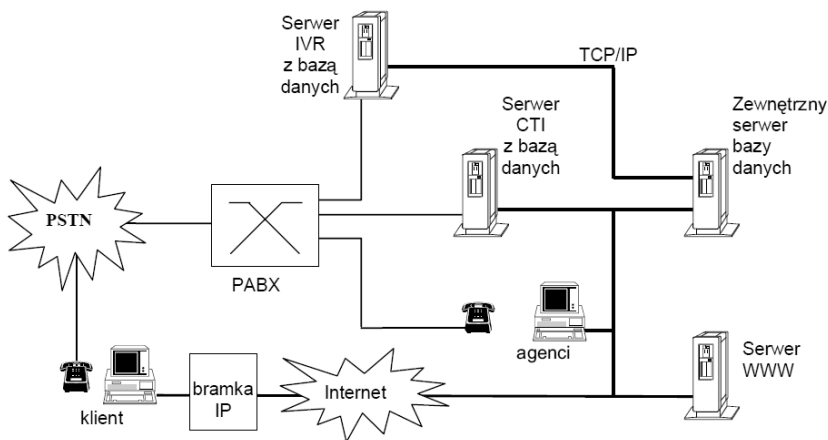 Serwer
IVR
z bazą
danych
TCP/IP
Serwer
CTI
z bazą
danych
Zewnętrzny
serwer
bazy
danych
PSTN
PABX
agenci
Serwer
WWW
klient
bramka
IP
Internet